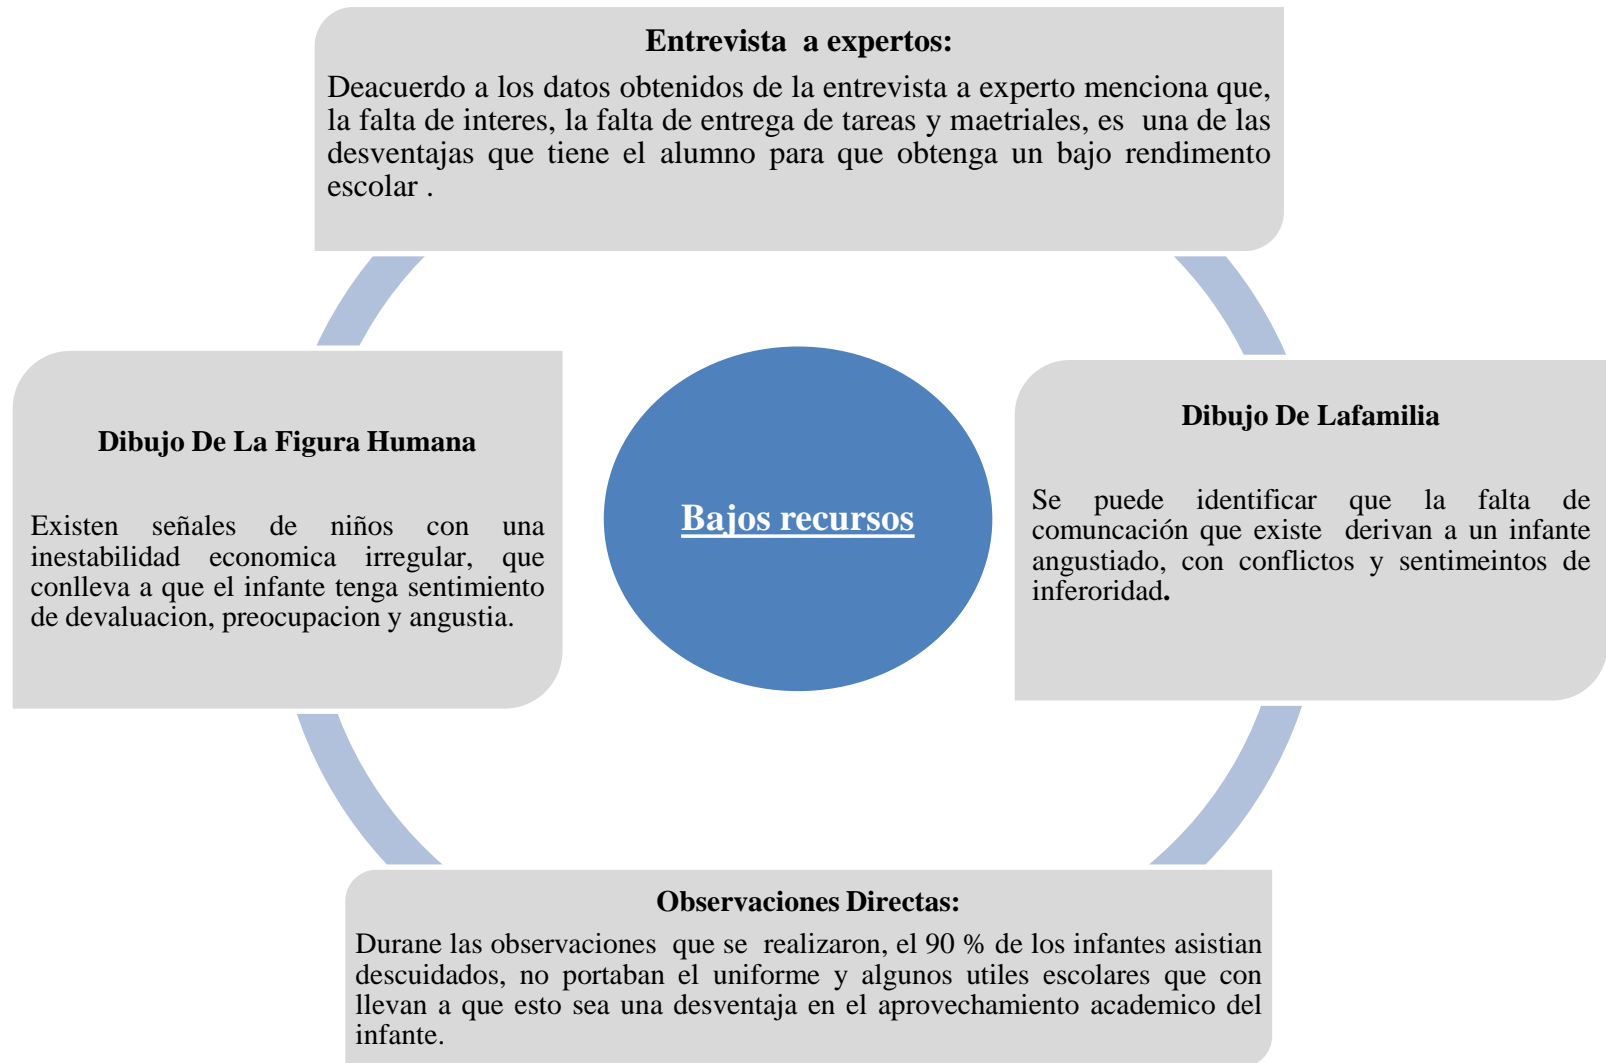 Entrevista a expertos:
Deacuerdo a los datos obtenidos de la entrevista a experto menciona que,
la falta de interes, la falta de entrega de tareas y maetriales, es una de las
desventajas que tiene el alumno para que obtenga un bajo rendimento
escolar .
Dibujo De La Figura Humana
Existen señales de niños con una
inestabilidad economica irregular, que
conlleva a que el infante tenga sentimiento
de devaluacion, preocupacion y angustia.
Bajos recursos
Dibujo De Lafamilia
Se puede identificar que la falta de
comuncación que existe derivan a un infante
angustiado, con conflictos y sentimeintos de
inferoridad.
Observaciones Directas:
Durane las observaciones que se realizaron, el 90 % de los infantes asistian
descuidados, no portaban el uniforme y algunos utiles escolares que con
llevan a que esto sea una desventaja en el aprovechamiento academico del
infante.